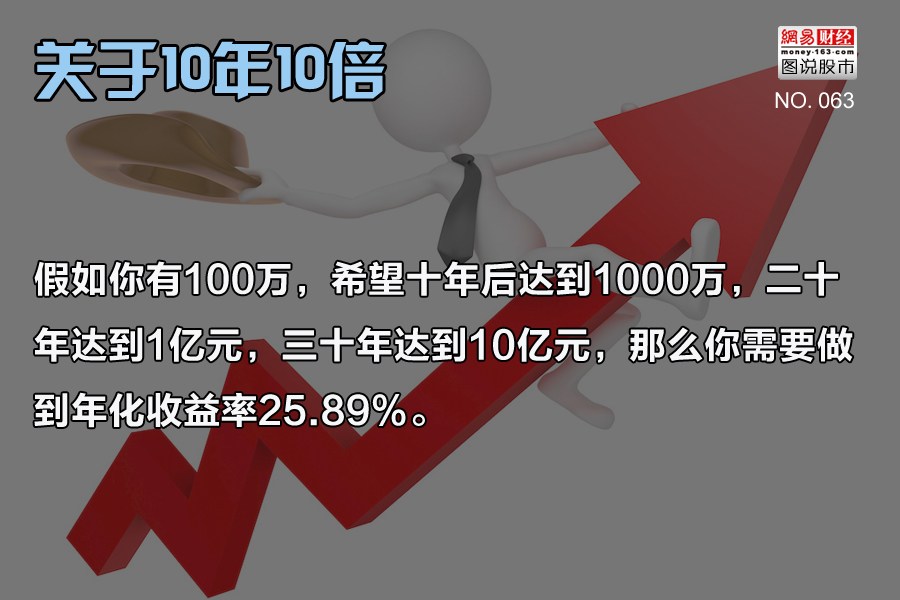 关于10年10倍
網易财经
money·163·com
图说股市
NO. 063
假如你有100万，希望十年后达到1000万，二十
年达到1亿元，三十年达到10亿元，那么你需要做
到年化收益率25.89%。